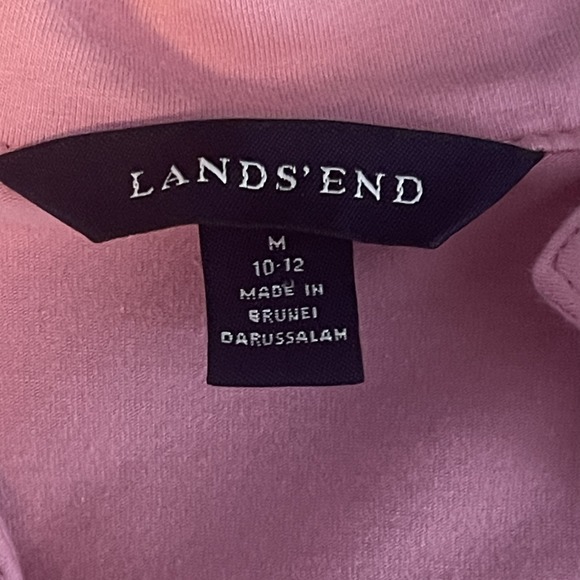 LANDS'END
M
10-12
MADE IN
BRUNEI
DARUSSALAM